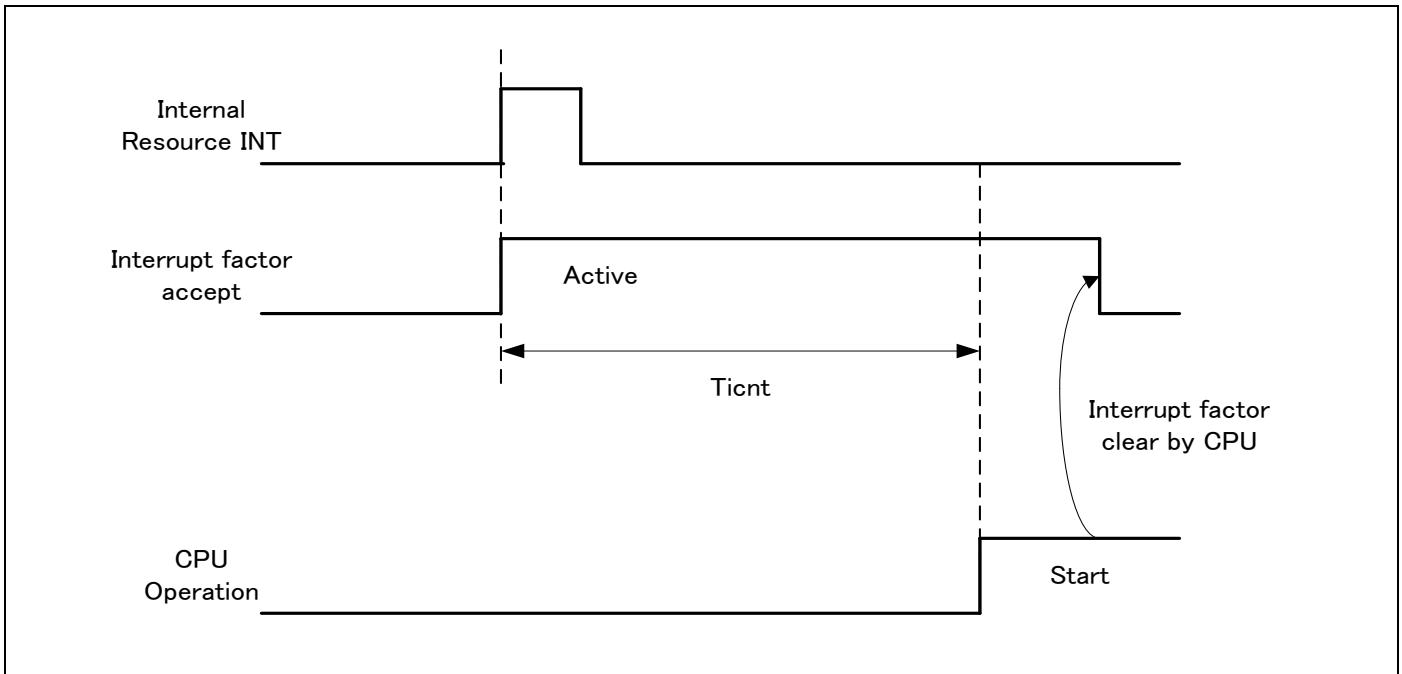 Internal
Resource INT
Interrupt factor
accept
Active
Ticnt
Interrupt factor
clear by CPU
CPU
Operation
Start